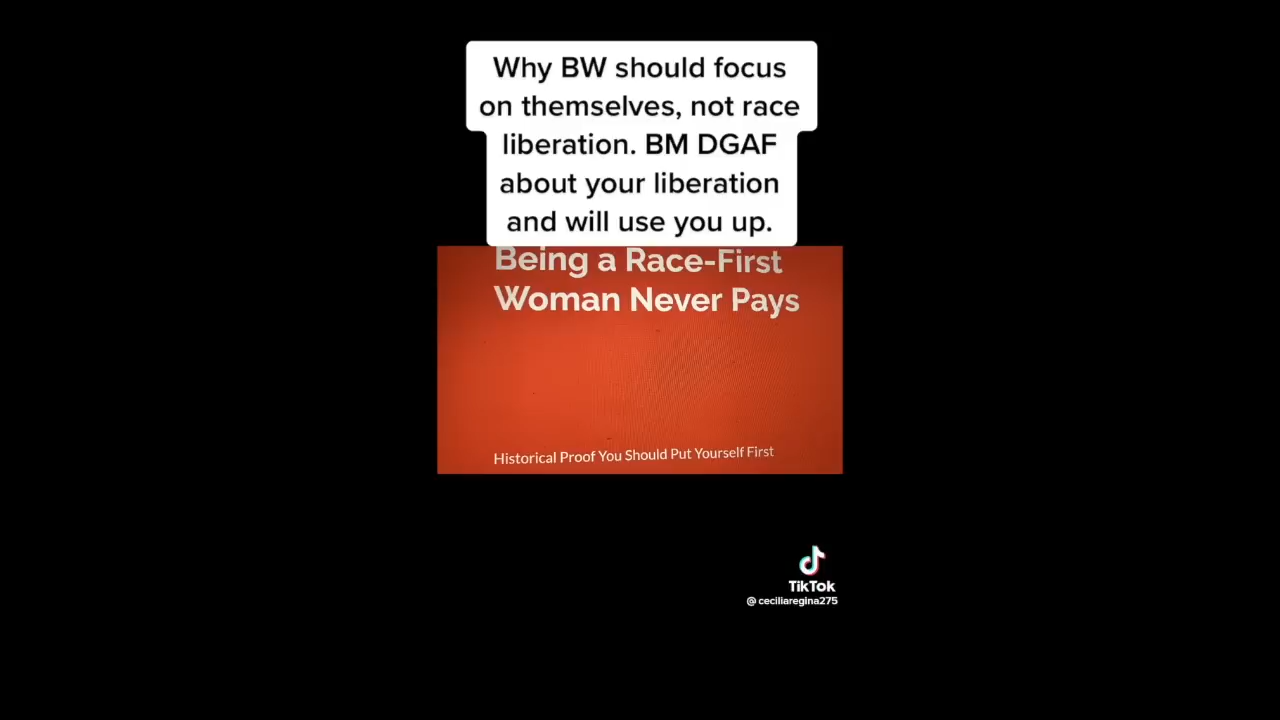 Why BW should focus
on themselves, not race
liberation. BM DGAF
about your liberation
and will use you up.
Being a Race-First
Woman Never Pays
Historical Proof You Should Put Yourself First
TikTok
@ ceciliaregina275